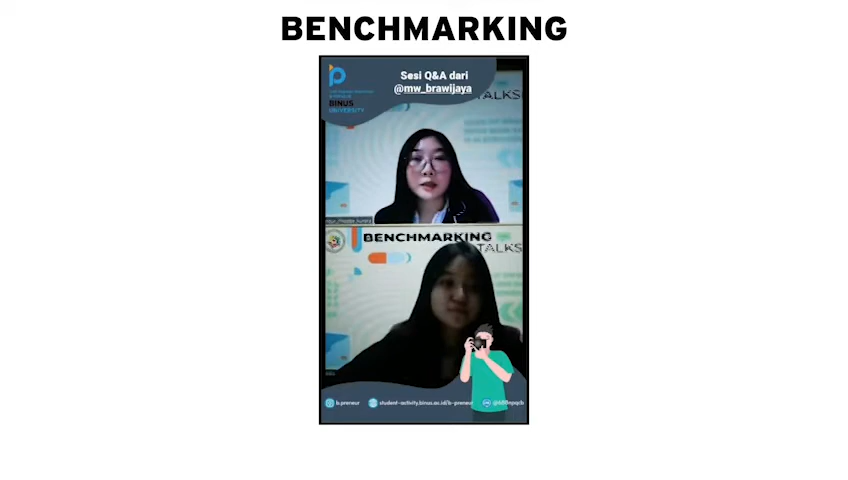 BENCHMARKING
Sesi Q&A dari
@mw_brawijaya
BINUS
UNIVERSITY
TALKS
BENCHMARKING
TALKS
b.preneur
student-activity.binus.ac.id/b-preneur